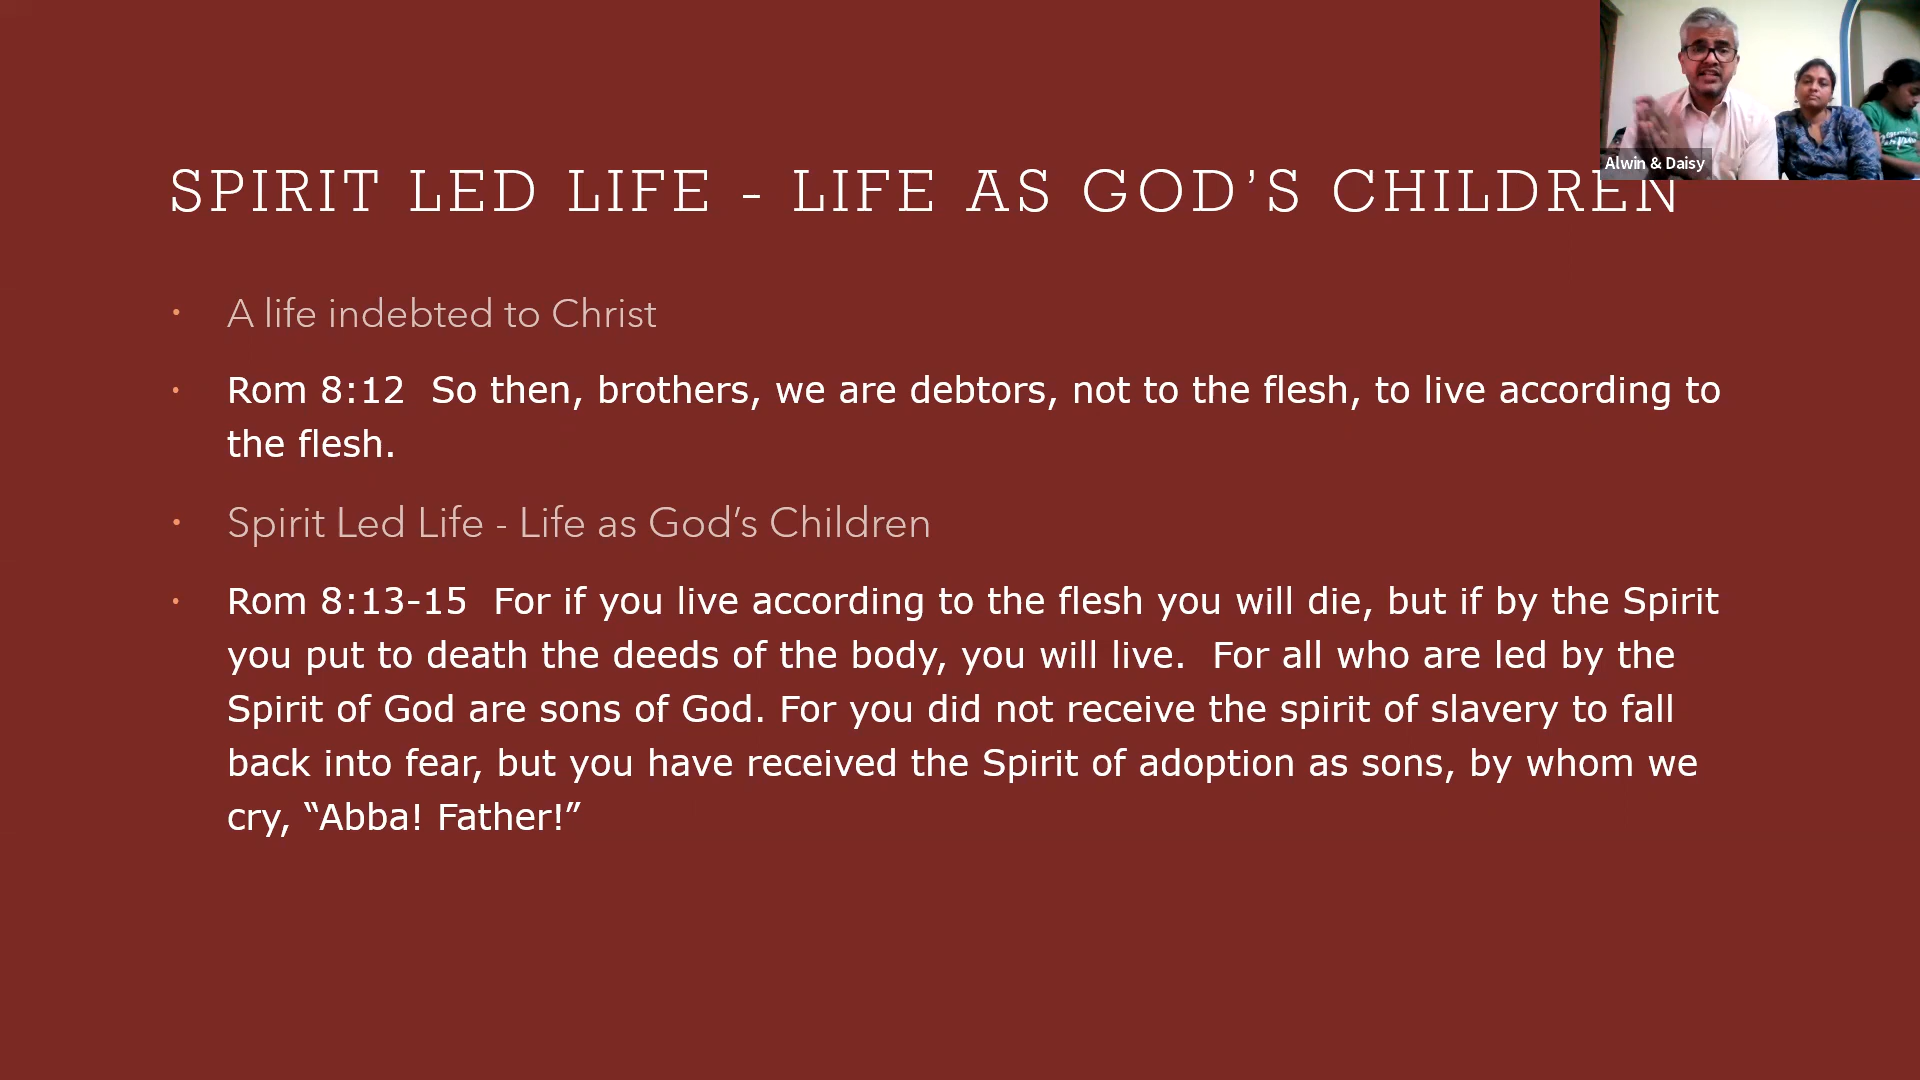 Alwin & Daisy
SPIRIT LED LIFE - LIFE AS GOD’S CHILDREN
• A life indebted to Christ
• Rom 8:12  So then, brothers, we are debtors, not to the flesh, to live according to
the flesh.
• Spirit Led Life - Life as God’s Children
• Rom 8:13-15  For if you live according to the flesh you will die, but if by the Spirit
you put to death the deeds of the body, you will live.  For all who are led by the
Spirit of God are sons of God. For you did not receive the spirit of slavery to fall
back into fear, but you have received the Spirit of adoption as sons, by whom we
cry, “Abba! Father!”